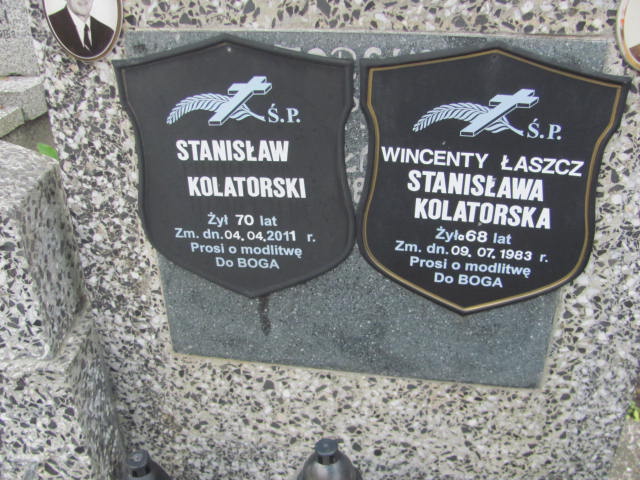 Ś.P.
STANISŁAW
KOLATORSKI
Żył 70 lat
Zm. dn. 04.04.2011 r.
Prosi o modlitwę
Do BOGA
Ś.P.
WINCENTY ŁASZCZ
STANISŁAWA
KOLATORSKA
Żyło 68 lat
Zm. dn. 09.07.1983 r.
Prosi o modlitwę
Do BOGA